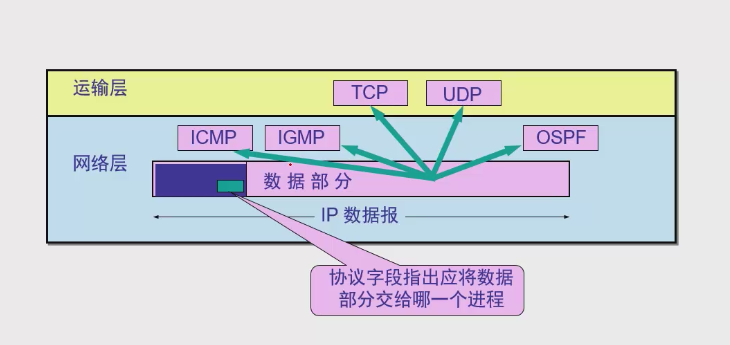 运输层
TCP
UDP
ICMP
IGMP
OSPF
网络层
数据部分
IP 数据报
协议字段指出应将数据
部分交给哪一个进程